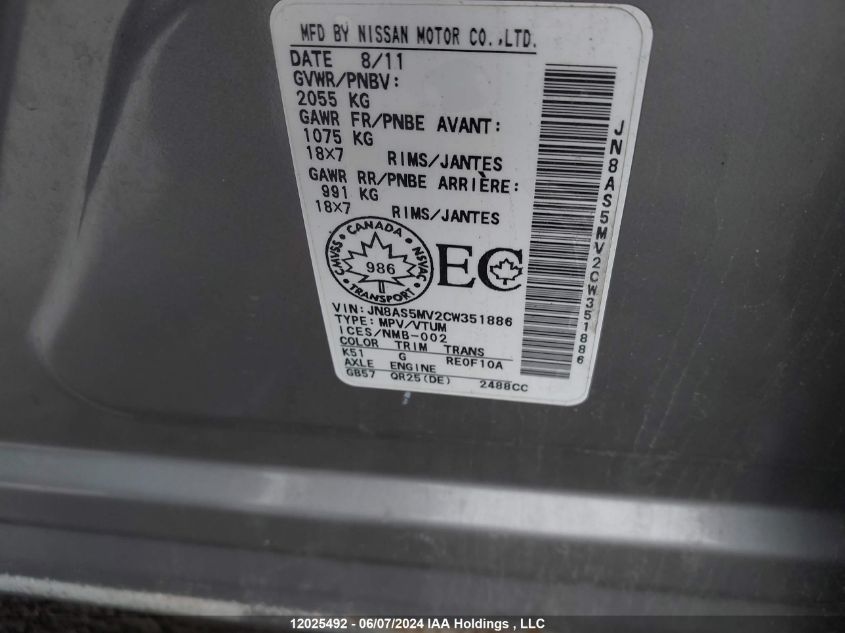 MFD BY NISSAN MOTOR CO.,LTD.
DATE 8/11
GVWR/PNBV:
2055 KG
GAWR FR/PNBE AVANT:
1075 KG
18X7 RIMS/JANTES
GAWR RR/PNBE ARRIÈRE:
991 KG
18X7 RIMS/JANTES
CANADA
CMVSS NSVAC
986
TRANSPORT
EC
VIN:JN8AS5MV2CW351886
TYPE:MPV/VTUM
ICES/NMB-002
COLOR TRIM TRANS
K51 G RE0F10A
AXLE ENGINE
GB57 QR25(DE) 2488CC
JN8AS5MV2CW351886
12025492 - 06/07/2024 IAA Holdings , LLC